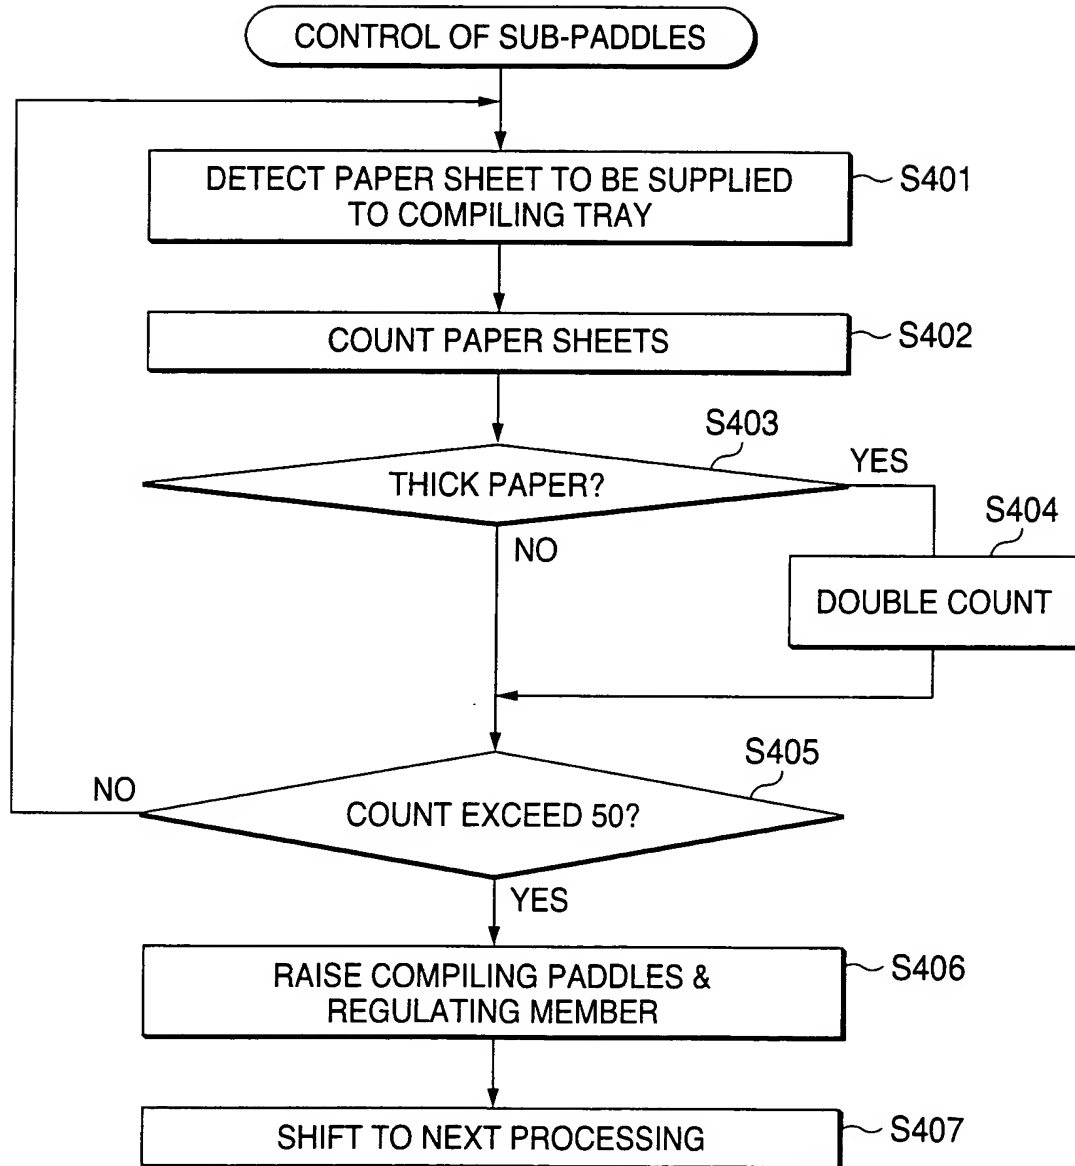 CONTROL OF SUB-PADDLES
DETECT PAPER SHEET TO BE SUPPLIED
TO COMPILING TRAY
S401
COUNT PAPER SHEETS
S402
S403
THICK PAPER?
YES
NO
S404
DOUBLE COUNT
S405
NO
COUNT EXCEED 50?
YES
RAISE COMPILING PADDLES &
REGULATING MEMBER
S406
SHIFT TO NEXT PROCESSING
S407